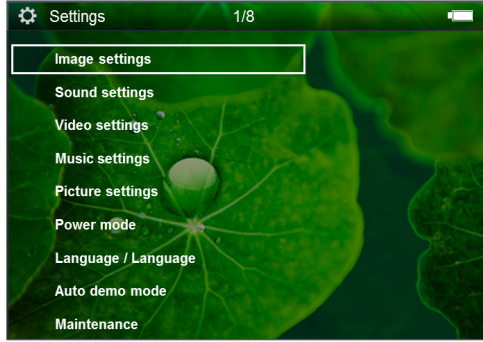 Settings 1/8
Image settings
Sound settings
Video settings
Music settings
Picture settings
Power mode
Language / Language
Auto demo mode
Maintenance